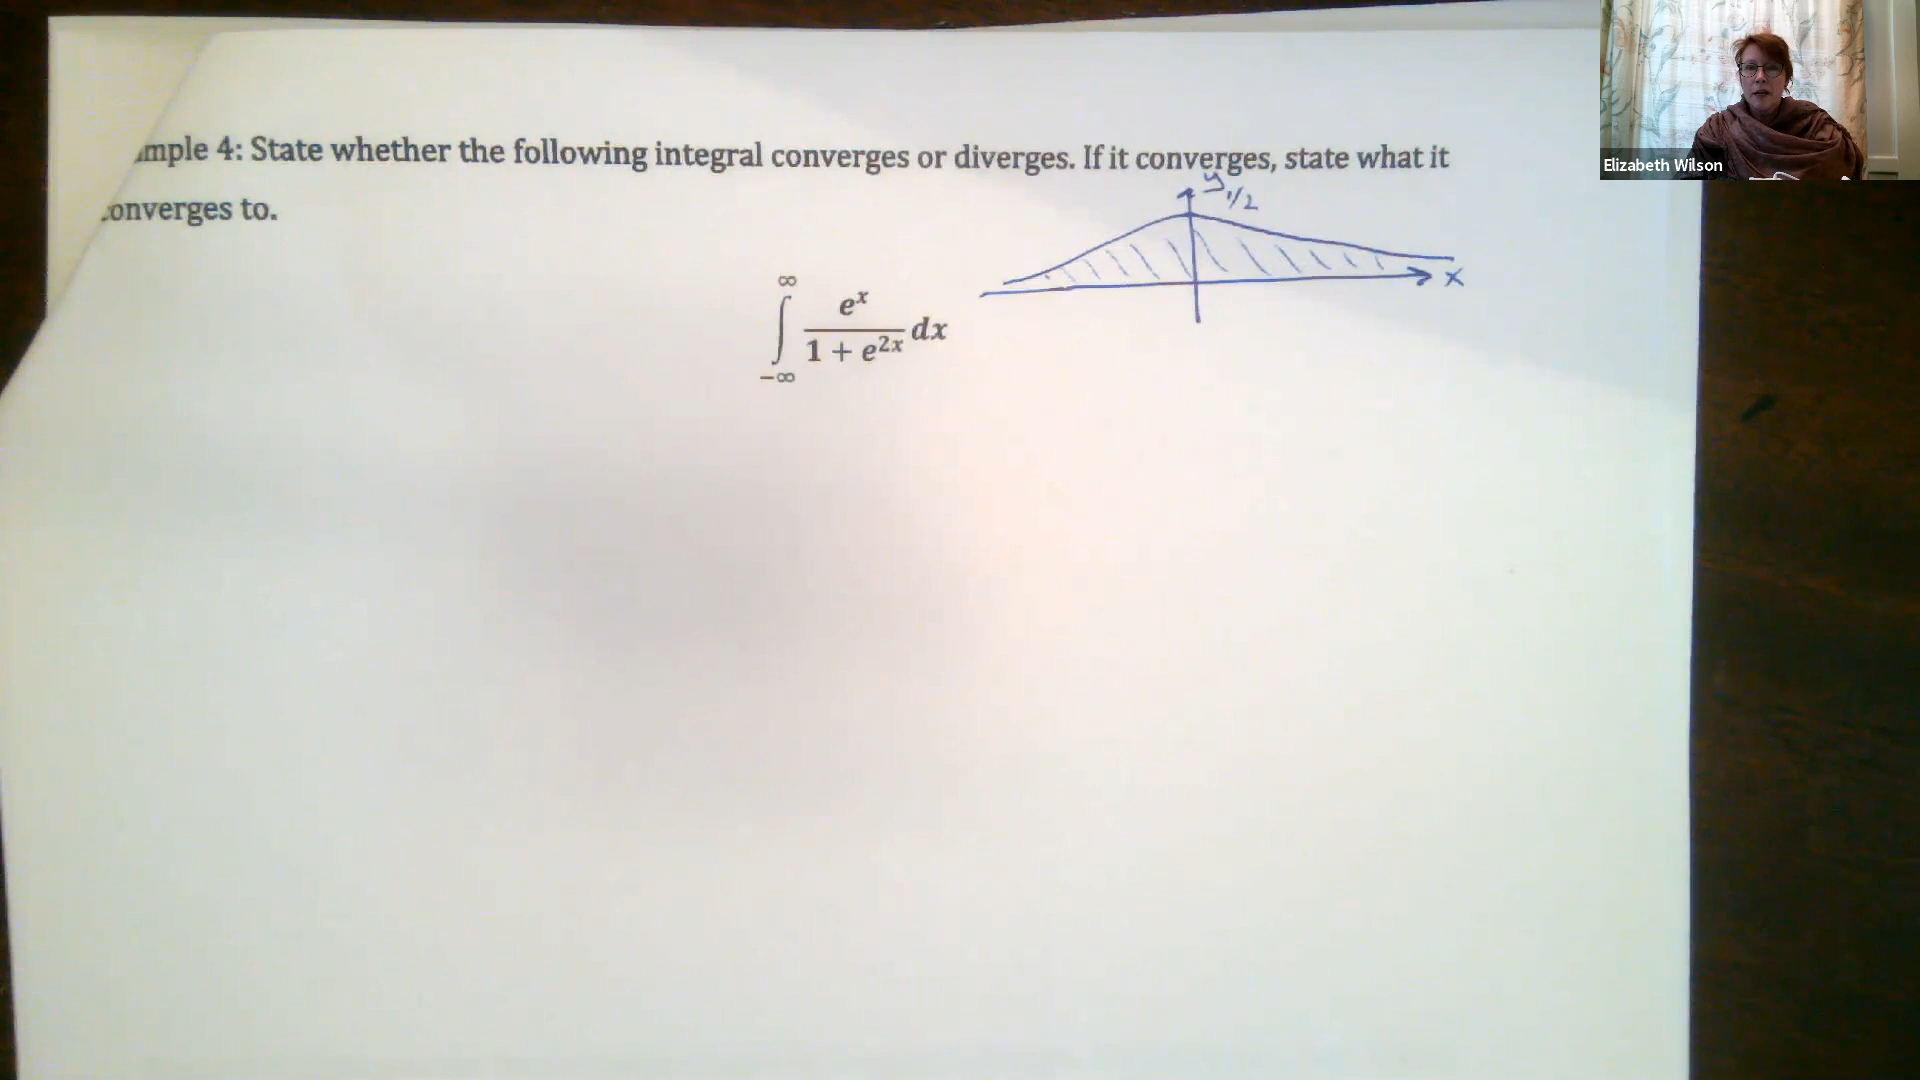 mple 4: State whether the following integral converges or diverges. If it converges, state what it
onverges to.
y 1/2
∞
∫ e^x / (1 + e^{2x}) dx
-∞
x
Elizabeth Wilson